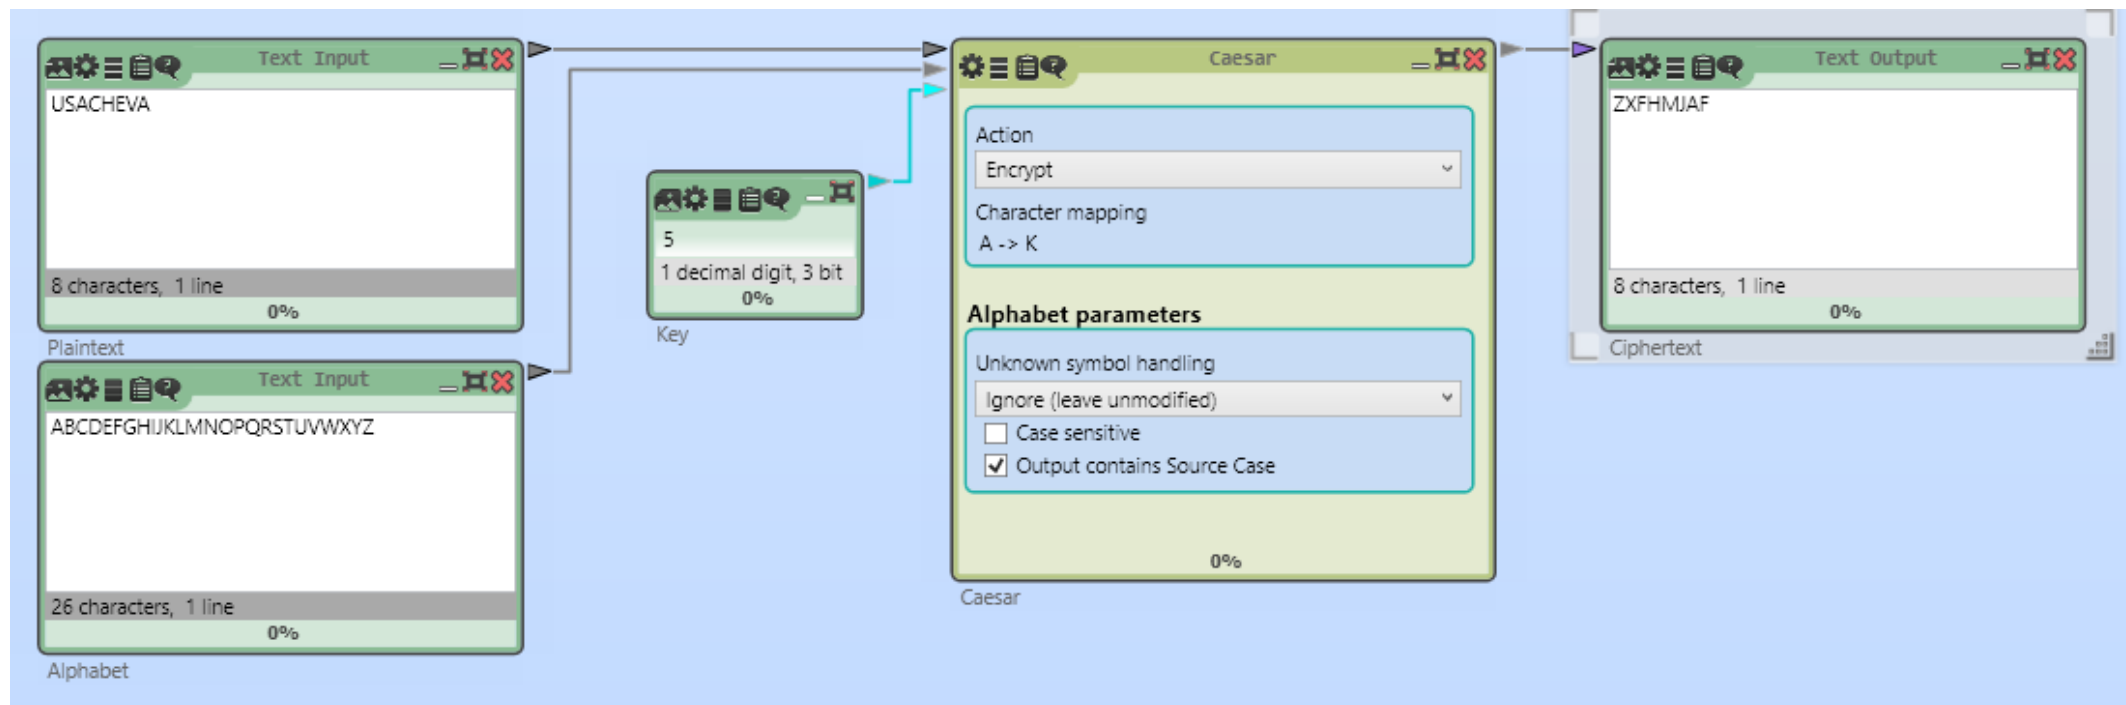 Text Input
USACHEVA
8 characters, 1 line
0%
Plaintext
Text Input
ABCDEFGHIJKLMNOPQRSTUVWXYZ
26 characters, 1 line
0%
Alphabet
5
1 decimal digit, 3 bit
0%
Key
Caesar
Action
Encrypt
Character mapping
A -> K
Alphabet parameters
Unknown symbol handling
Ignore (leave unmodified)
Case sensitive
Output contains Source Case
0%
Caesar
Text Output
ZXFHMJAF
8 characters, 1 line
0%
Ciphertext